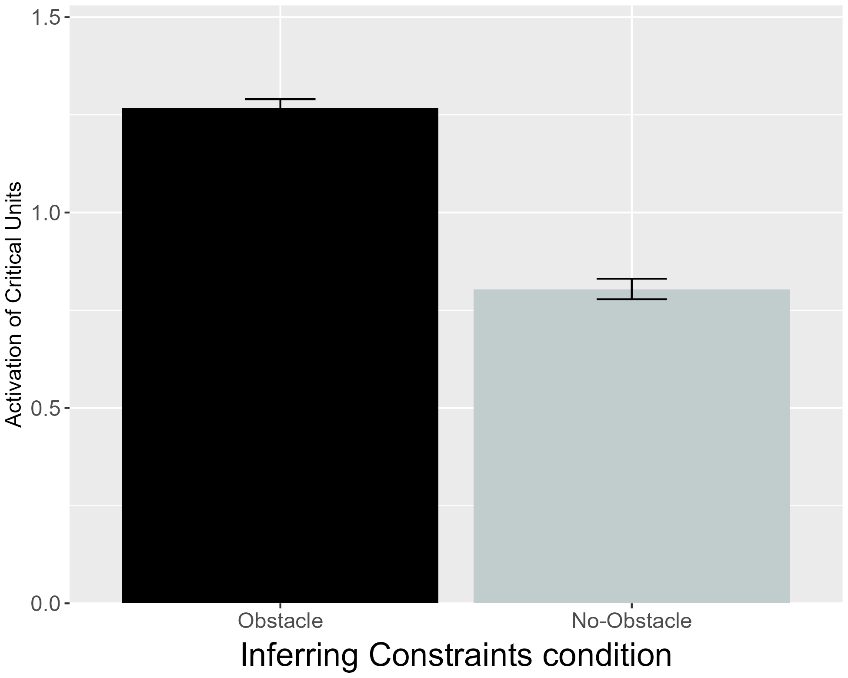 Activation of Critical Units
1.5
1.0
0.5
0.0
Obstacle
No-Obstacle
Inferring Constraints condition